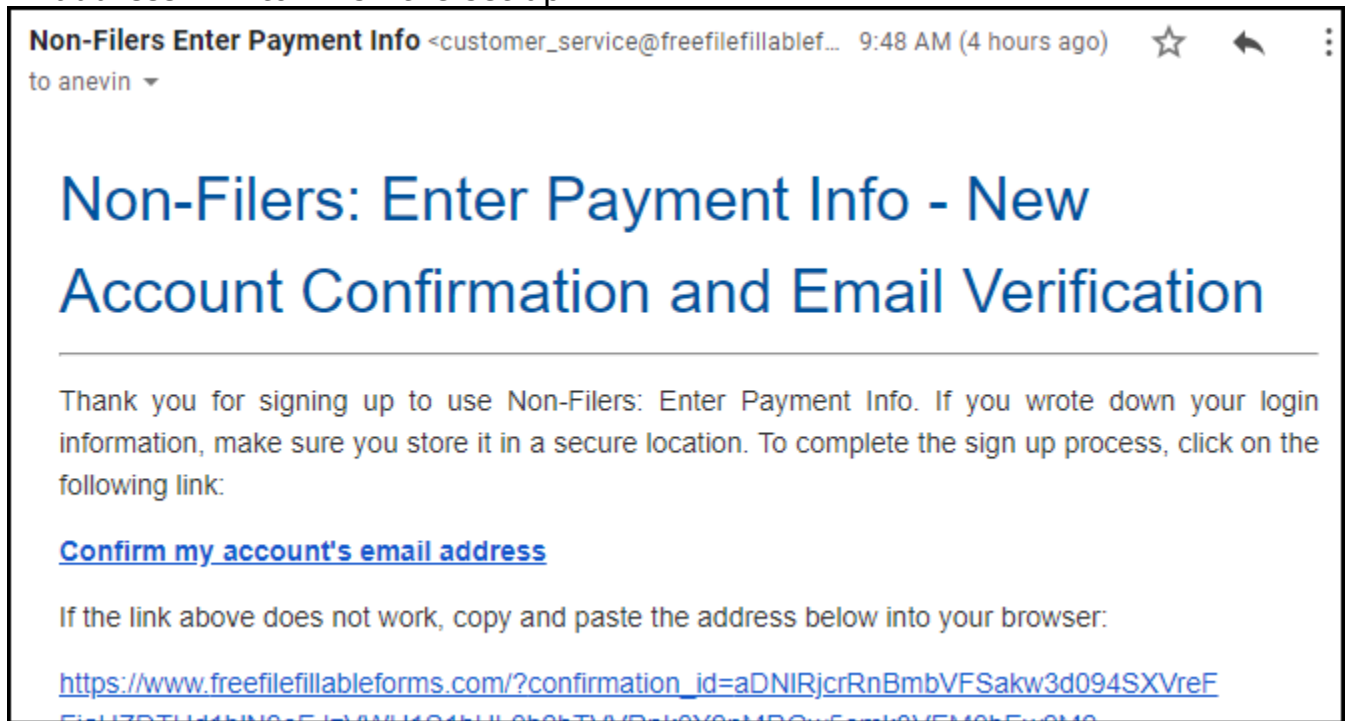 Non-Filers Enter Payment Info <customer_service@freefilefillablef... 9:48 AM (4 hours ago)
to anevin
Non-Filers: Enter Payment Info - New
Account Confirmation and Email Verification
Thank you for signing up to use Non-Filers: Enter Payment Info. If you wrote down your login
information, make sure you store it in a secure location. To complete the sign up process, click on the
following link:
Confirm my account's email address
If the link above does not work, copy and paste the address below into your browser:
https://www.freefilefillableforms.com/?confirmation_id=aDNlRjcrRnBmbVFSakw3d094SXVreF